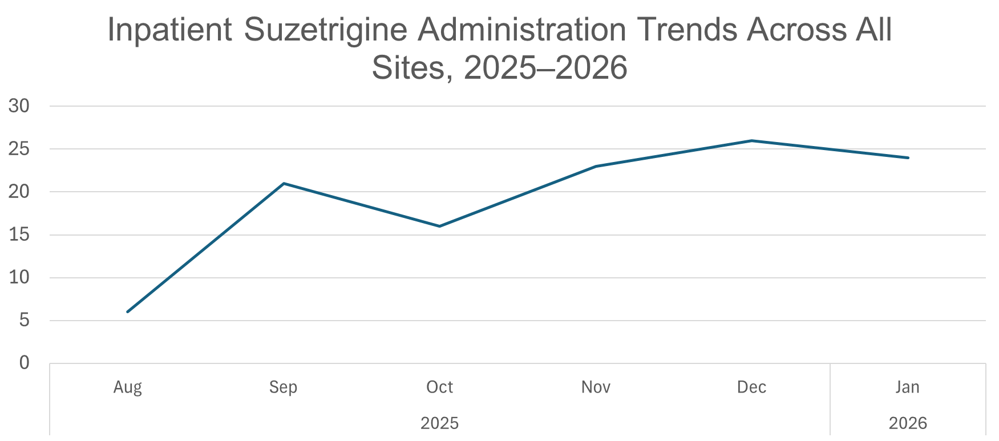 Inpatient Suzetrigine Administration Trends Across All
Sites, 2025–2026
30
25
20
15
10
5
0
Aug Sep Oct Nov Dec Jan
2025 2026